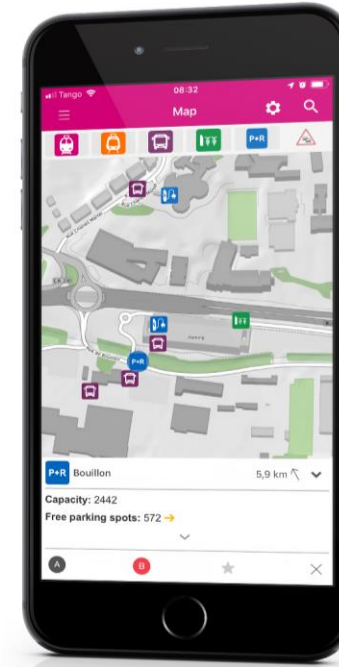 Tango 08:32
Map
P+R
P+R
P+R Bouillon 5,9 km
Capacity: 2442
Free parking spots: 572 →
A B